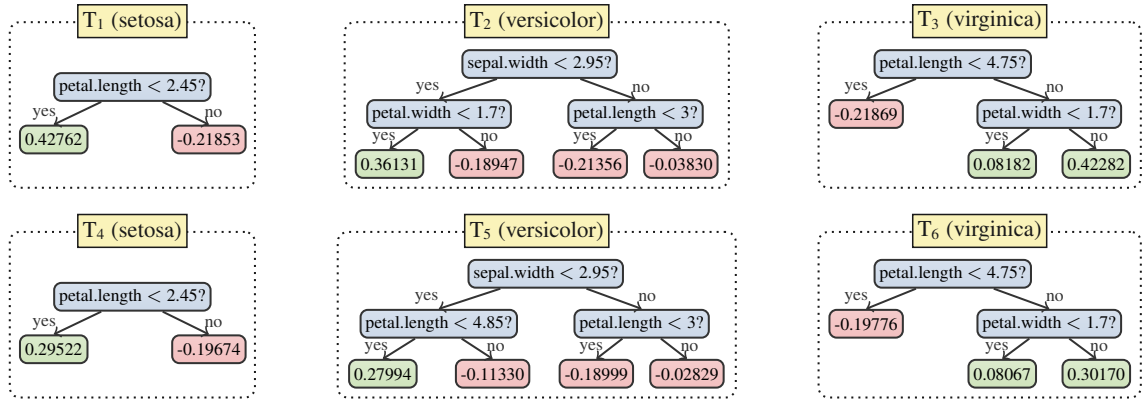 T₁ (setosa)
petal.length < 2.45?
yes
no
0.42762
-0.21853
T₂ (versicolor)
sepal.width < 2.95?
yes
no
petal.width < 1.7?
petal.length < 3?
yes
no
yes
no
0.36131
-0.18947
-0.21356
-0.03830
T₃ (virginica)
petal.length < 4.75?
yes
no
-0.21869
petal.width < 1.7?
yes
no
0.08182
0.42282
T₄ (setosa)
petal.length < 2.45?
yes
no
0.29522
-0.19674
T₅ (versicolor)
sepal.width < 2.95?
yes
no
petal.length < 4.85?
petal.length < 3?
yes
no
yes
no
0.27994
-0.11330
-0.18999
-0.02829
T₆ (virginica)
petal.length < 4.75?
yes
no
-0.19776
petal.width < 1.7?
yes
no
0.08067
0.30170